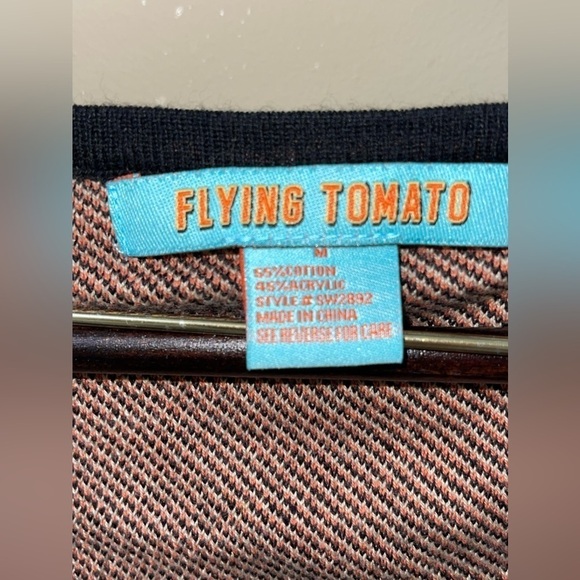 FLYING TOMATO
M
55% COTTON
45% ACRYLIC
STYLE # SW2892
MADE IN CHINA
SEE REVERSE FOR CARE